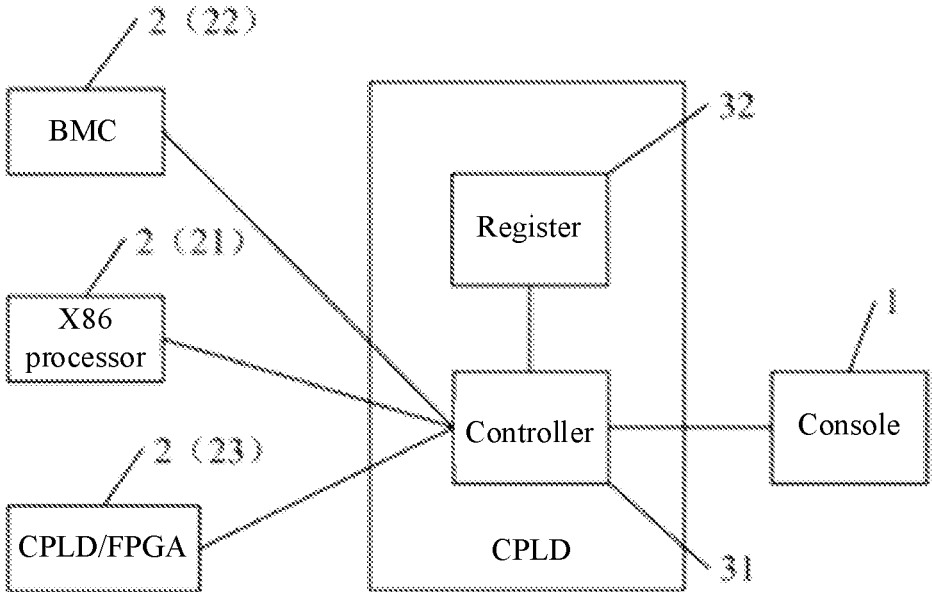 2（22）
BMC
32
Register
2（21）
X86
processor
1
Controller
Console
2（23）
CPLD/FPGA
CPLD
31